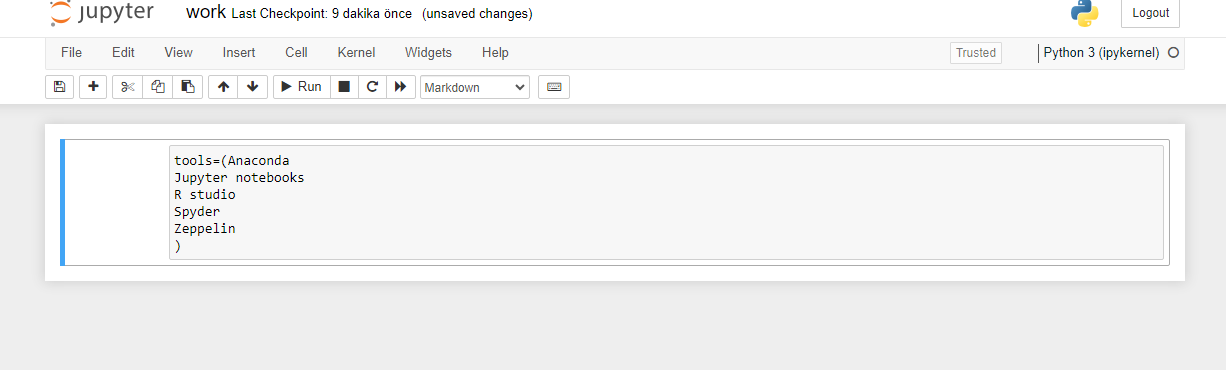 jupyter work Last Checkpoint: 9 dakika önce (unsaved changes) Logout
File Edit View Insert Cell Kernel Widgets Help Trusted Python 3 (ipykernel)
Run Markdown
tools=(Anaconda
Jupyter notebooks
R studio
Spyder
Zeppelin
)